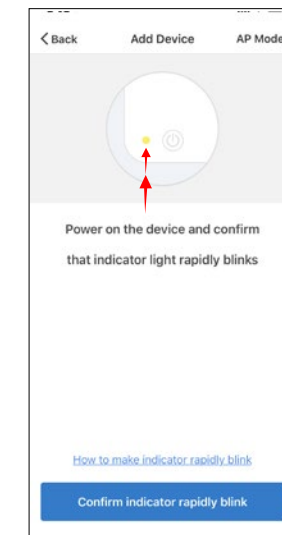 Back Add Device AP Mode
Power on the device and confirm
that indicator light rapidly blinks
How to make indicator rapidly blink
Confirm indicator rapidly blink